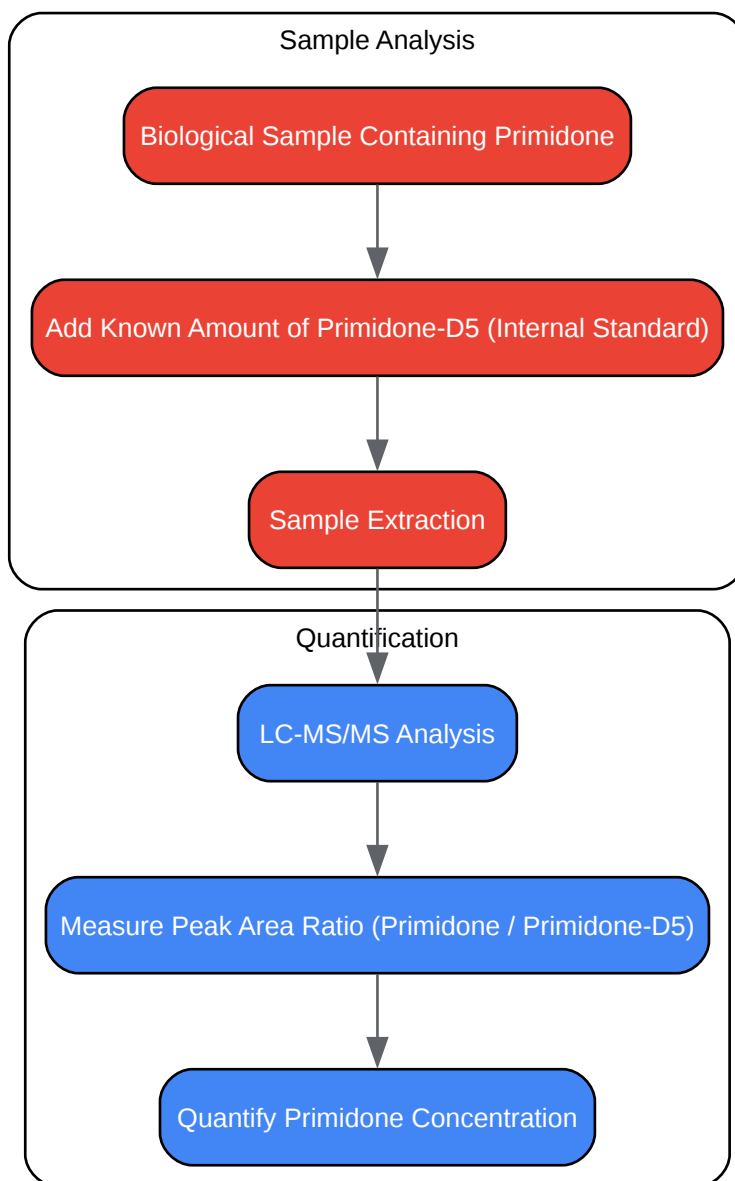 Sample Analysis
Biological Sample Containing Primidone
Add Known Amount of Primidone-D5 (Internal Standard)
Sample Extraction
Quantification
LC-MS/MS Analysis
Measure Peak Area Ratio (Primidone / Primidone-D5)
Quantify Primidone Concentration